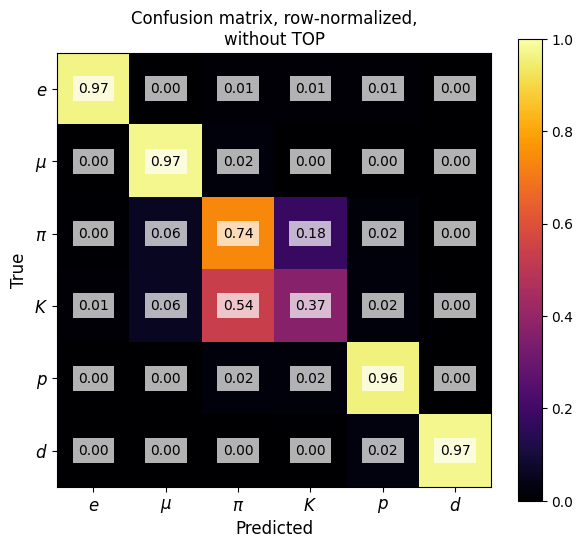 Confusion matrix, row-normalized,
without TOP
1.0
e 0.97 0.00 0.01 0.01 0.01 0.00
0.8
μ 0.00 0.97 0.02 0.00 0.00 0.00
π 0.00 0.06 0.74 0.18 0.02 0.00
0.6
True
K 0.01 0.06 0.54 0.37 0.02 0.00
0.4
p 0.00 0.00 0.02 0.02 0.96 0.00
0.2
d 0.00 0.00 0.00 0.00 0.02 0.97
0.0
e μ π K p d
Predicted